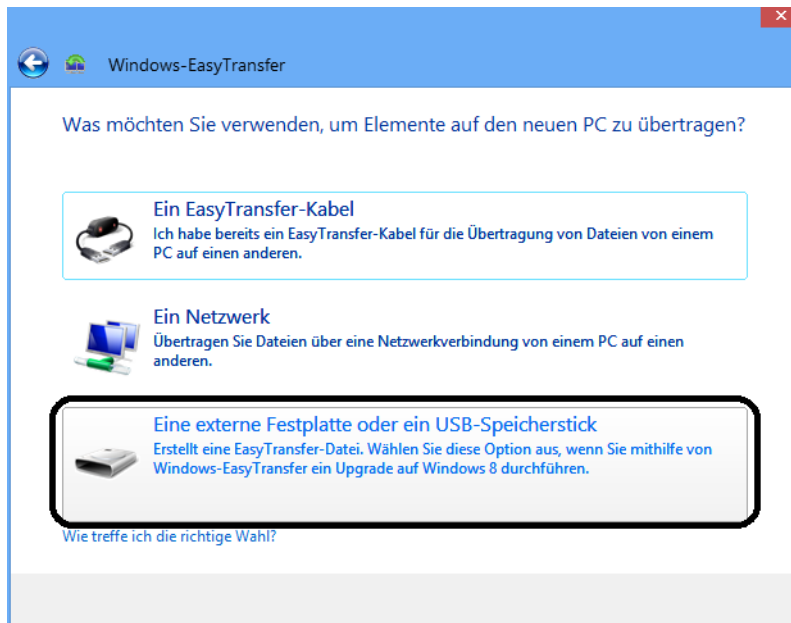 Windows-EasyTransfer
Was möchten Sie verwenden, um Elemente auf den neuen PC zu übertragen?
Ein EasyTransfer-Kabel
Ich habe bereits ein EasyTransfer-Kabel für die Übertragung von Dateien von einem
PC auf einen anderen.
Ein Netzwerk
Übertragen Sie Dateien über eine Netzwerkverbindung von einem PC auf einen
anderen.
Eine externe Festplatte oder ein USB-Speicherstick
Erstellt eine EasyTransfer-Datei. Wählen Sie diese Option aus, wenn Sie mithilfe von
Windows-EasyTransfer ein Upgrade auf Windows 8 durchführen.
Wie treffe ich die richtige Wahl?